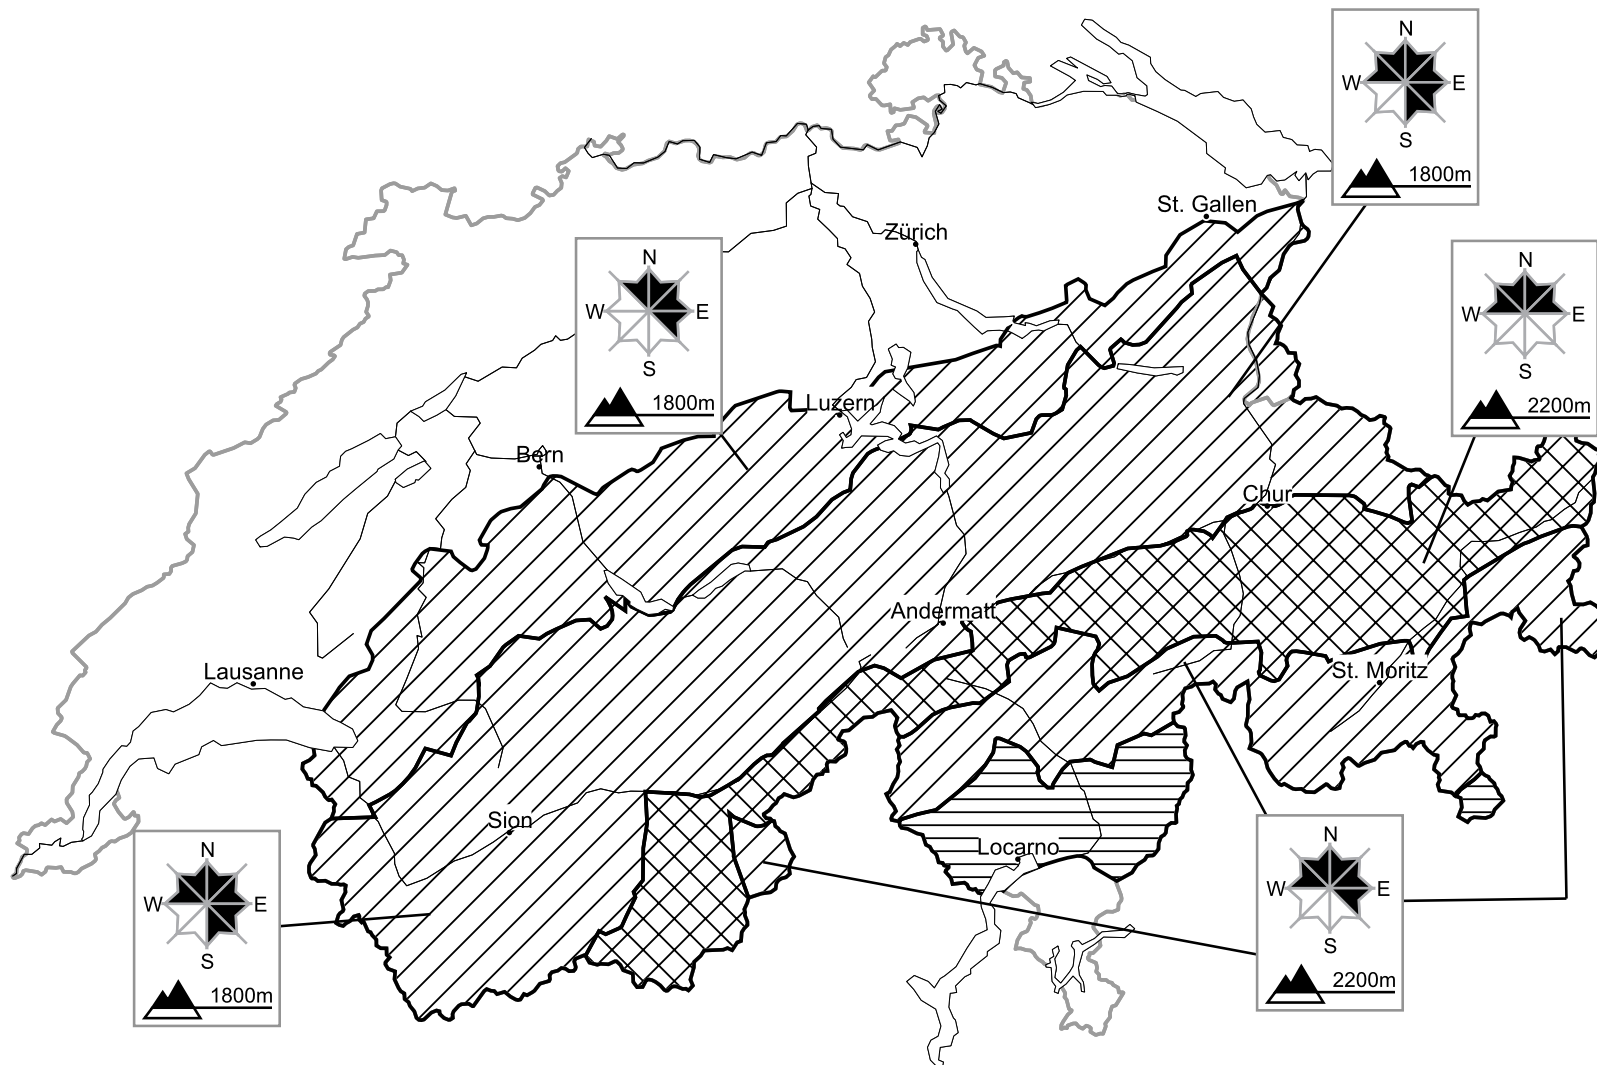 N
W E
S
1800m
St. Gallen
Zürich
N
W E
S
1800m
N
W E
S
2200m
Luzern
Bern
Chur
Andermatt
Lausanne
St. Moritz
Sion
Locarno
N
W E
S
1800m
N
W E
S
2200m